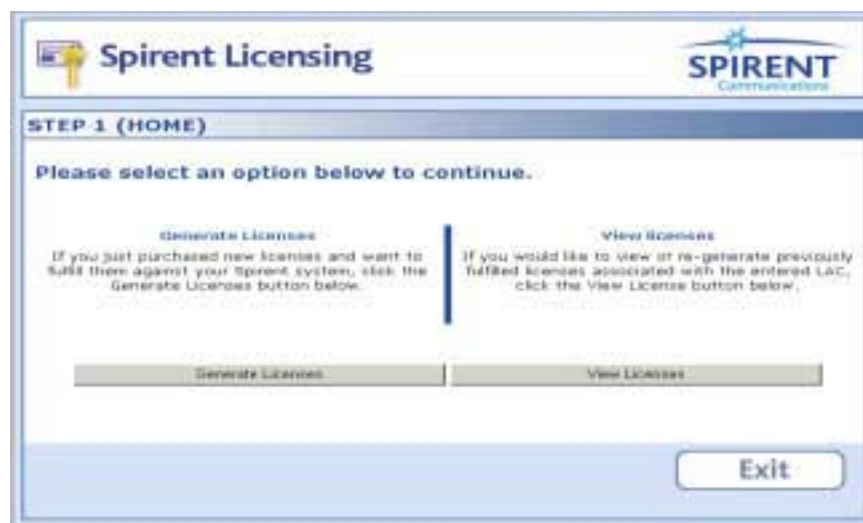 Spirent Licensing
SPIRENT
Communications
STEP 1 (HOME)
Please select an option below to continue.
Generate Licenses
If you just purchased new licenses and want to
fulfill them against your Spirent system, click the
Generate Licenses button below.
View licenses
If you would like to view or re-generate previously
fulfilled licenses associated with the entered LAC,
click the View License button below.
Generate Licenses
View Licenses
Exit